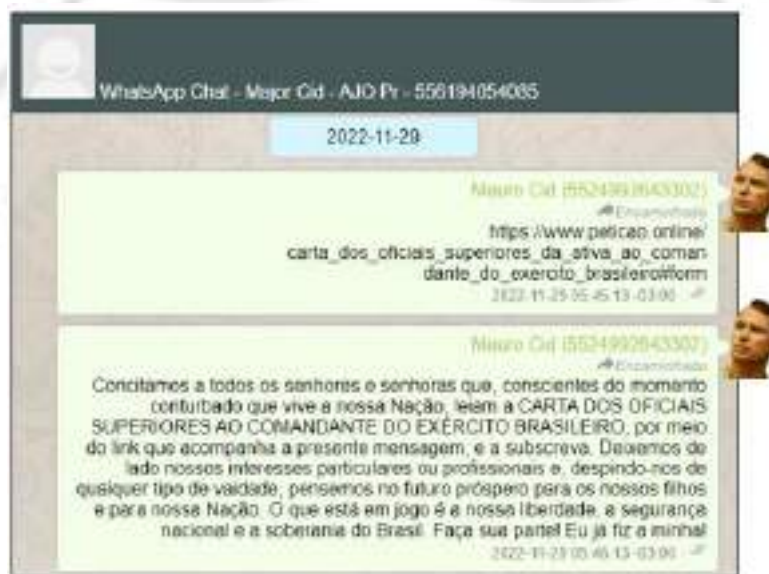 WhatsApp Chat - Major Cid - AJO Pr - 556194054085
2022-11-29
Mauro Cid
Encaminhada
https://www.peticao.online/
carta_dos_oficiais_superiores_da_ativa_ao_coman
dante_do_exercito_brasileiro#form
Mauro Cid
Encaminhada
Concitamos a todos os senhores e senhoras que, conscientes do momento
conturbado que vive a nossa Nação, leiam a CARTA DOS OFICIAIS
SUPERIORES AO COMANDANTE DO EXÉRCITO BRASILEIRO, por meio
do link que acompanha a presente mensagem, e a subscreva. Deixemos de
lado nossos interesses particulares ou profissionais e, despindo-nos de
qualquer tipo de vaidade, pensemos no futuro próspero para os nossos filhos
e para nossa Nação. O que está em jogo é a nossa liberdade, a segurança
nacional e a soberania do Brasil. Faça sua parte! Eu já fiz a minha!